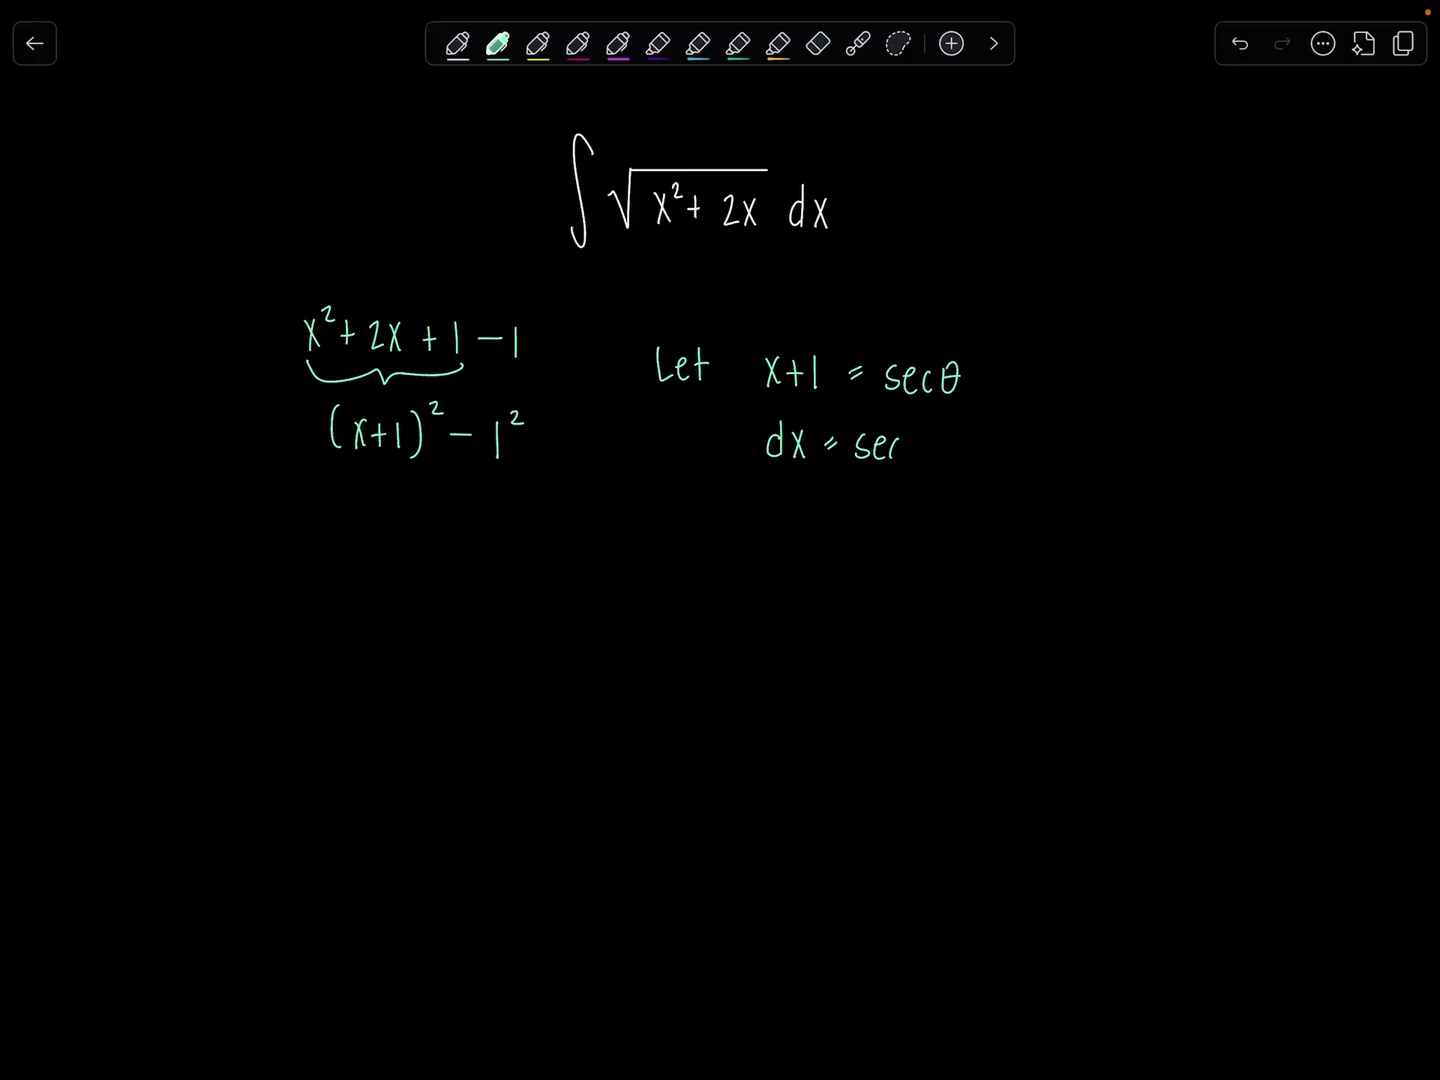 ∫ √(x² + 2x) dx
x² + 2x + 1 − 1
(x+1)² − 1²
Let x+1 = secθ
dx = sec